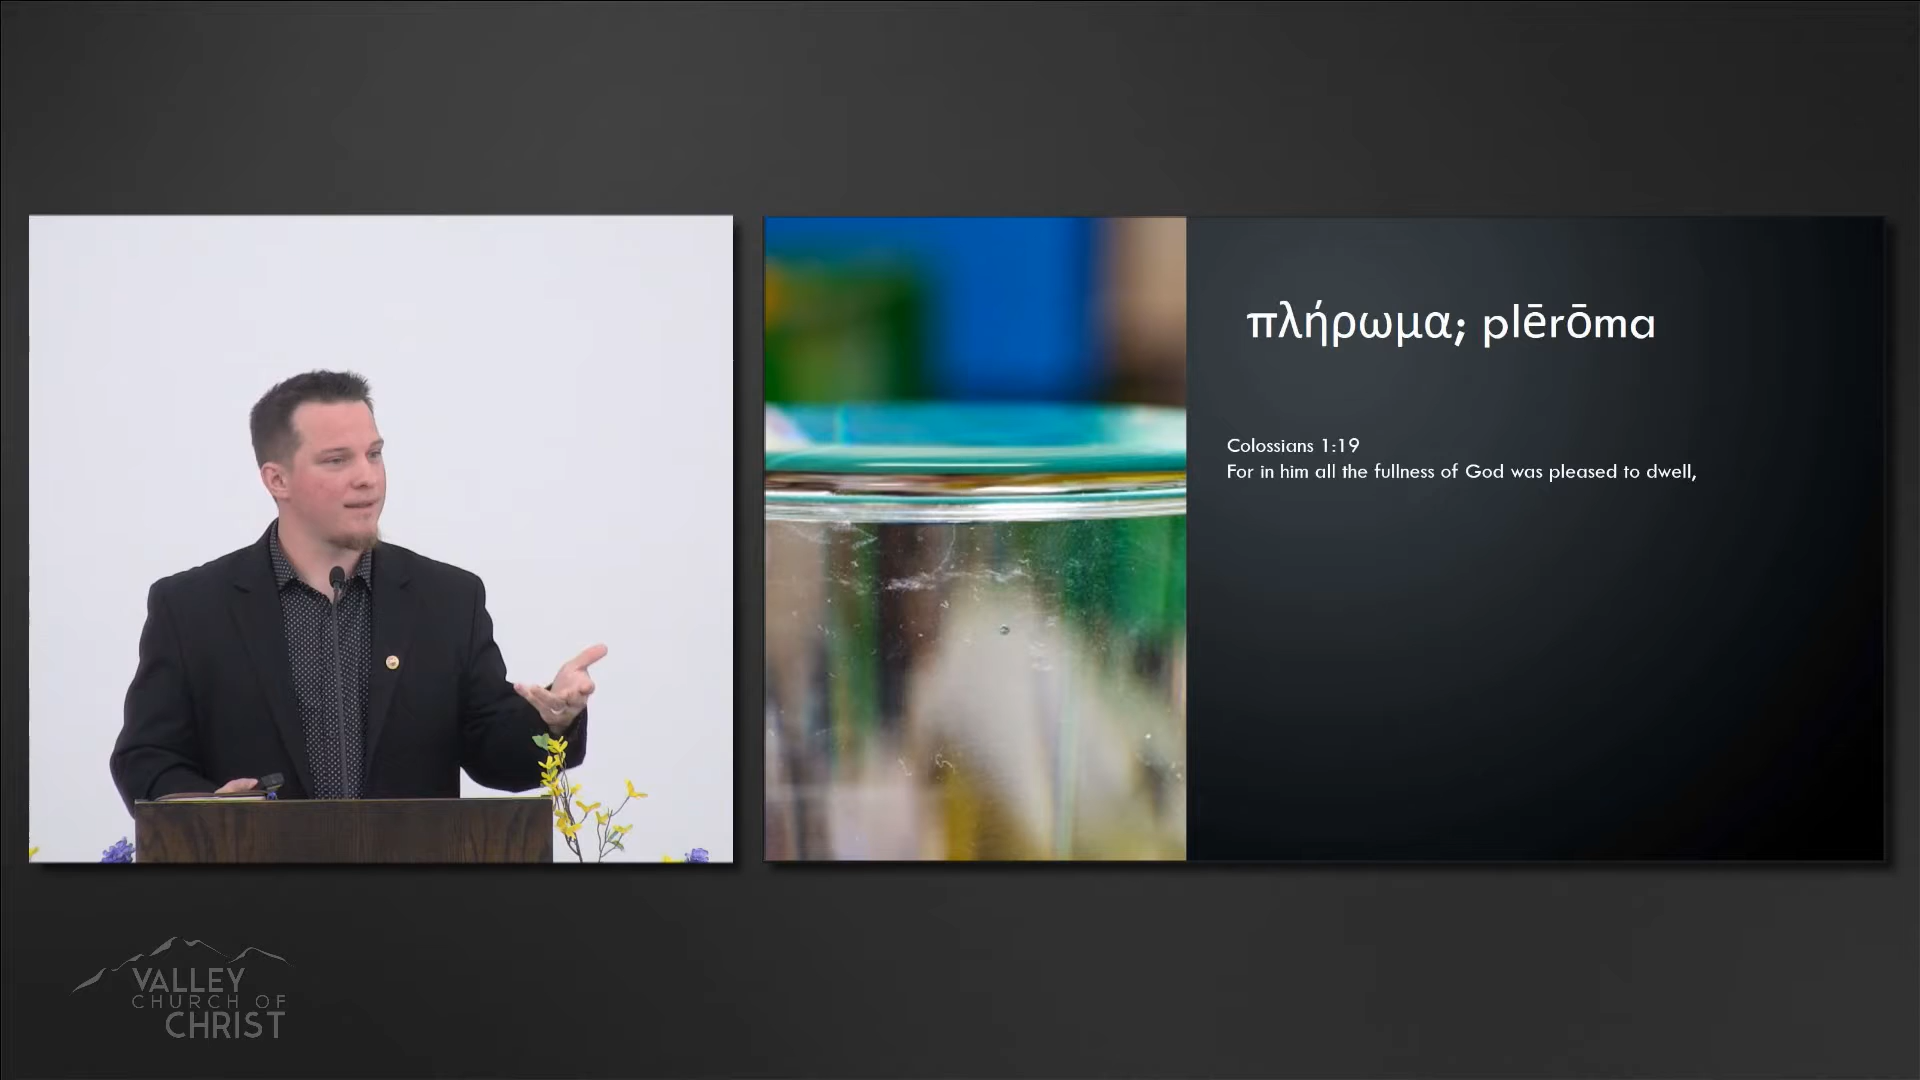 πλήρωμα; plērōma
Colossians 1:19
For in him all the fullness of God was pleased to dwell,
VALLEY
CHURCH OF
CHRIST